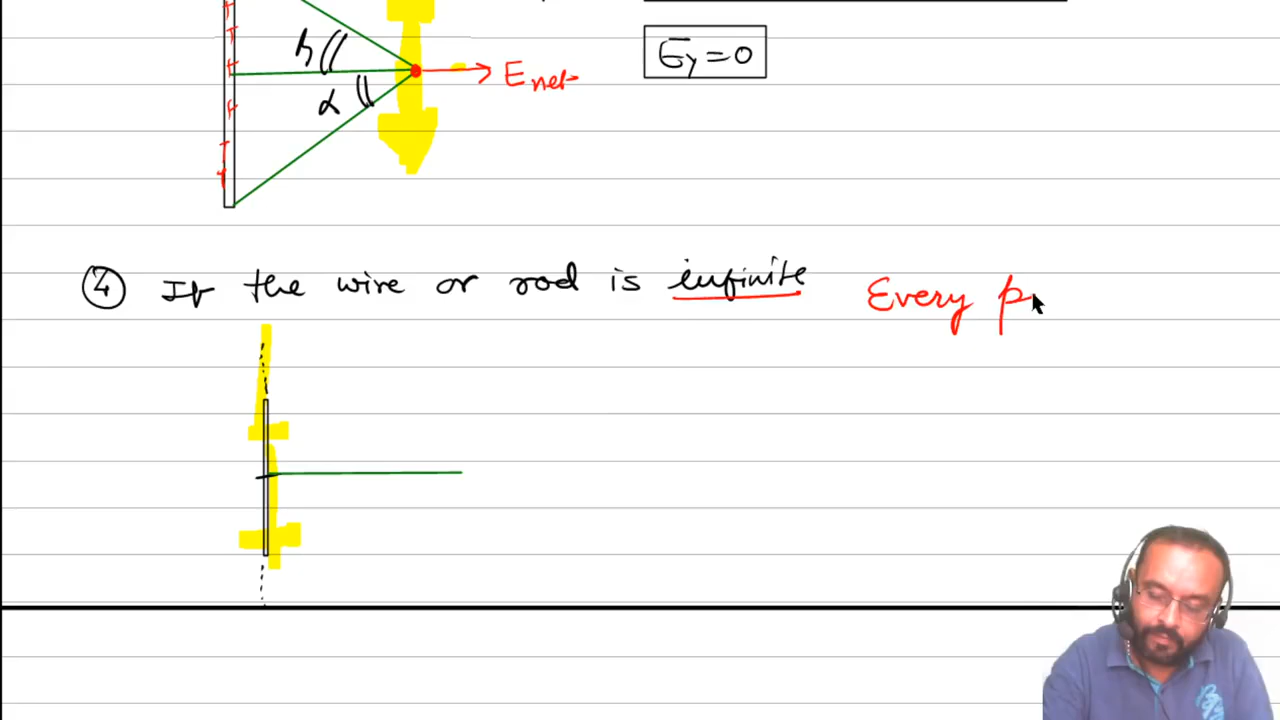 α
Enet
Ey = 0
④ If the wire or rod is infinite Every p